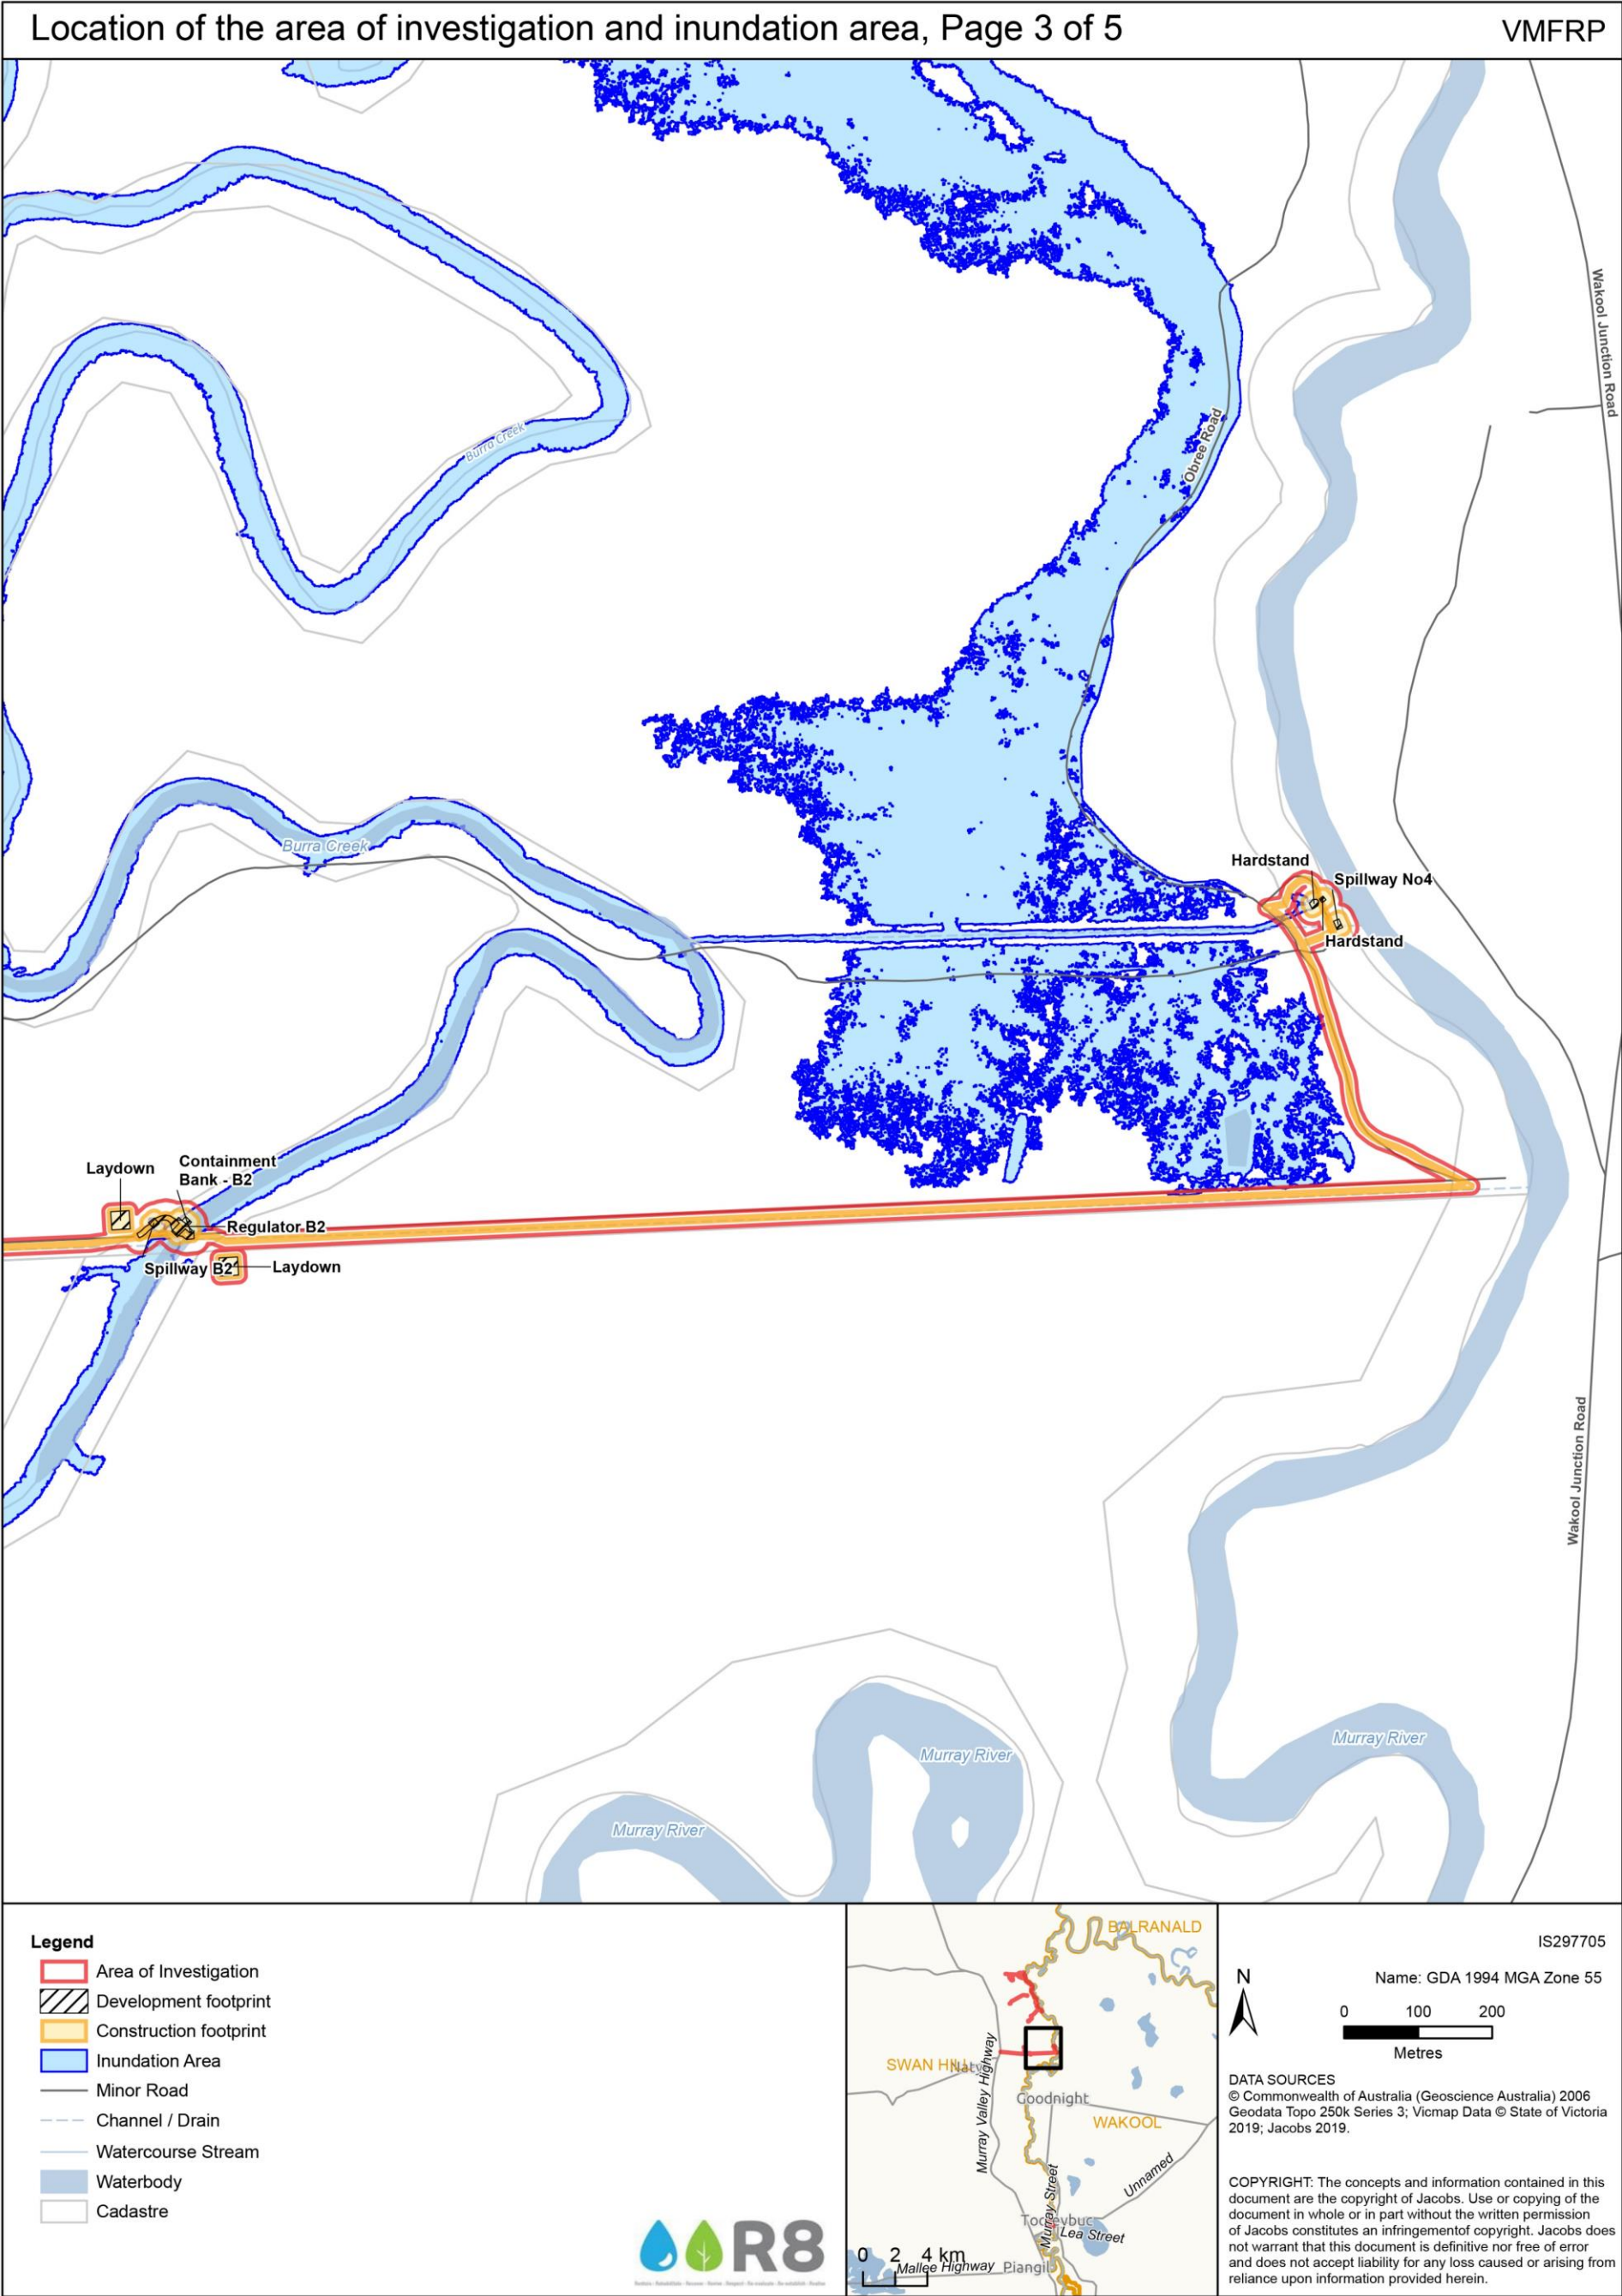 Location of the area of investigation and inundation area, Page 3 of 5
VMFRP
Wakool Junction Road
Obree Road
Burra Creek
Burra Creek
Hardstand
Spillway No4
Hardstand
Laydown
Containment
Bank - B2
Regulator B2
Spillway B2
Laydown
Wakool Junction Road
Murray River
Murray River
Murray River
Legend
Area of Investigation
Development footprint
Construction footprint
Inundation Area
Minor Road
Channel / Drain
Watercourse Stream
Waterbody
Cadastre
R8
BALRANALD
SWAN HILL
Murray Valley Highway
Goodnight
WAKOOL
Unnamed
Murray Street
Lea Street
0 2 4 km
Mallee Highway
Piangil
IS297705
N
Name: GDA 1994 MGA Zone 55
0 100 200
Metres
DATA SOURCES
© Commonwealth of Australia (Geoscience Australia) 2006
Geodata Topo 250k Series 3; Vicmap Data © State of Victoria
2019; Jacobs 2019.
COPYRIGHT: The concepts and information contained in this
document are the copyright of Jacobs. Use or copying of the
document in whole or in part without the written permission
of Jacobs constitutes an infringementof copyright. Jacobs does
not warrant that this document is definitive nor free of error
and does not accept liability for any loss caused or arising from
reliance upon information provided herein.